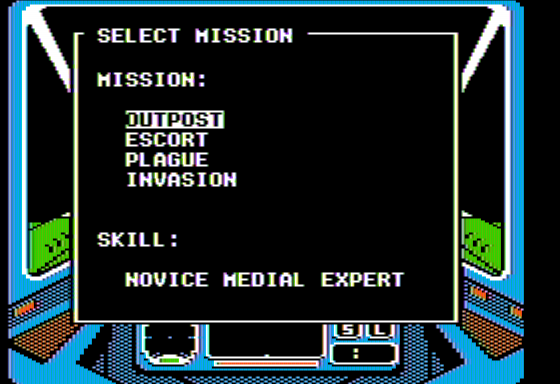 SELECT MISSION
MISSION:
OUTPOST
ESCORT
PLAGUE
INVASION
SKILL:
NOVICE MEDIAL EXPERT
S L
: